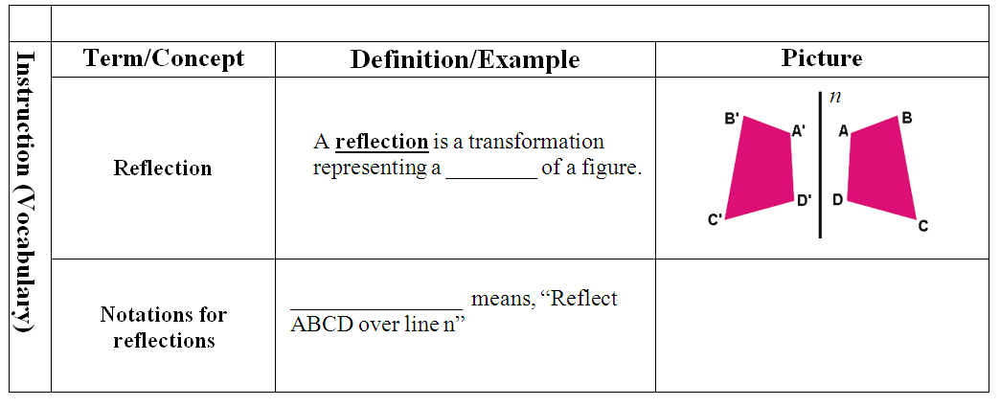 Instruction (Vocabulary)
Term/Concept
Definition/Example
Picture
Reflection
A reflection is a transformation
representing a ________ of a figure.
n
B'
A'
A
B
D'
D
C'
C
Notations for
reflections
_______________ means, “Reflect
ABCD over line n”